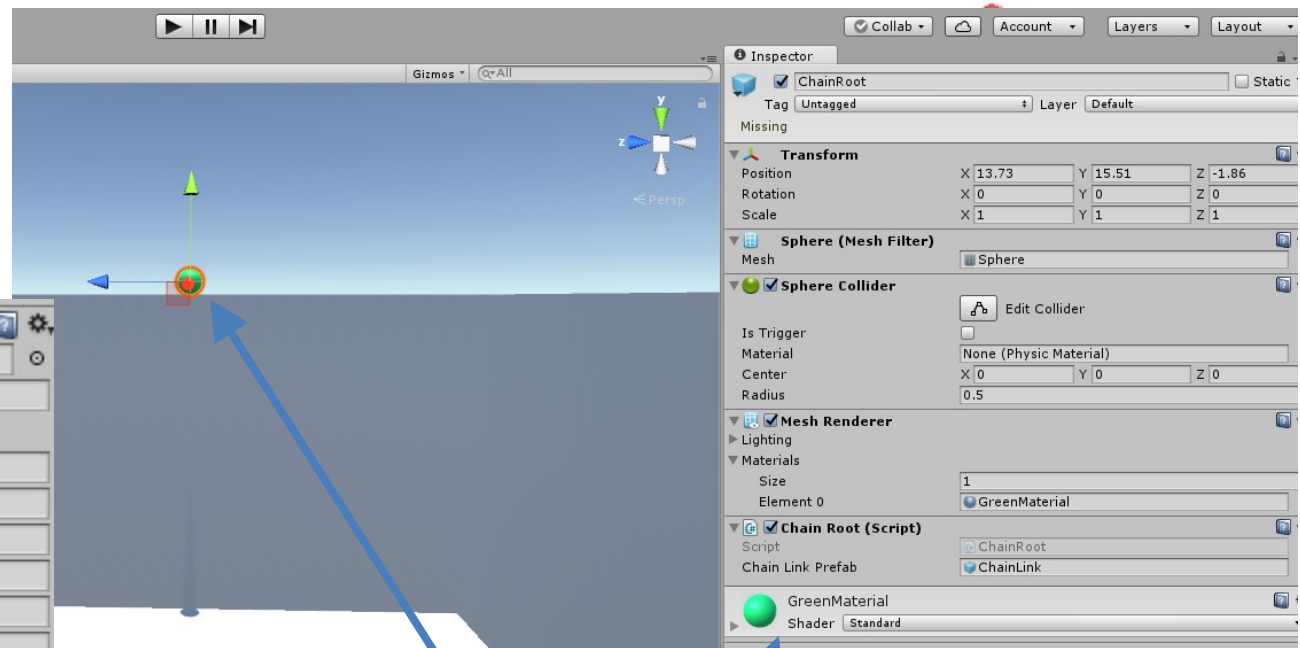 Collab Account Layers Layout
Inspector
Gizmos All
ChainRoot Static
Tag Untagged Layer Default
Missing
y
z
Persp
Transform
Position X 13.73 Y 15.51 Z -1.86
Rotation X 0 Y 0 Z 0
Scale X 1 Y 1 Z 1
Sphere (Mesh Filter)
Mesh Sphere
Sphere Collider
Edit Collider
Is Trigger
Material None (Physic Material)
Center X 0 Y 0 Z 0
Radius 0.5
Mesh Renderer
Lighting
Materials
Size 1
Element 0 GreenMaterial
Chain Root (Script)
Script ChainRoot
Chain Link Prefab ChainLink
GreenMaterial
Shader Standard